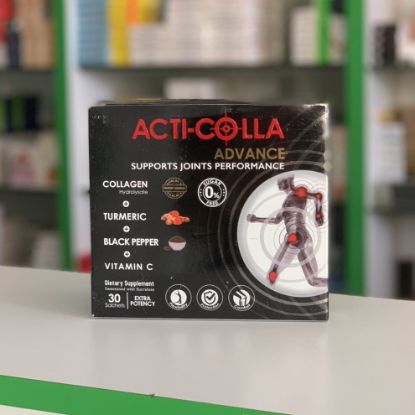 ACTI-COLLA
ADVANCE
SUPPORTS JOINTS PERFORMANCE
COLLAGEN
Hydrolysate
+
TURMERIC
+
BLACK PEPPER
+
VITAMIN C
SUGAR
0%
FREE
Dietary Supplement
Sweetened with Sucralose
30
Sachets
EXTRA
POTENCY